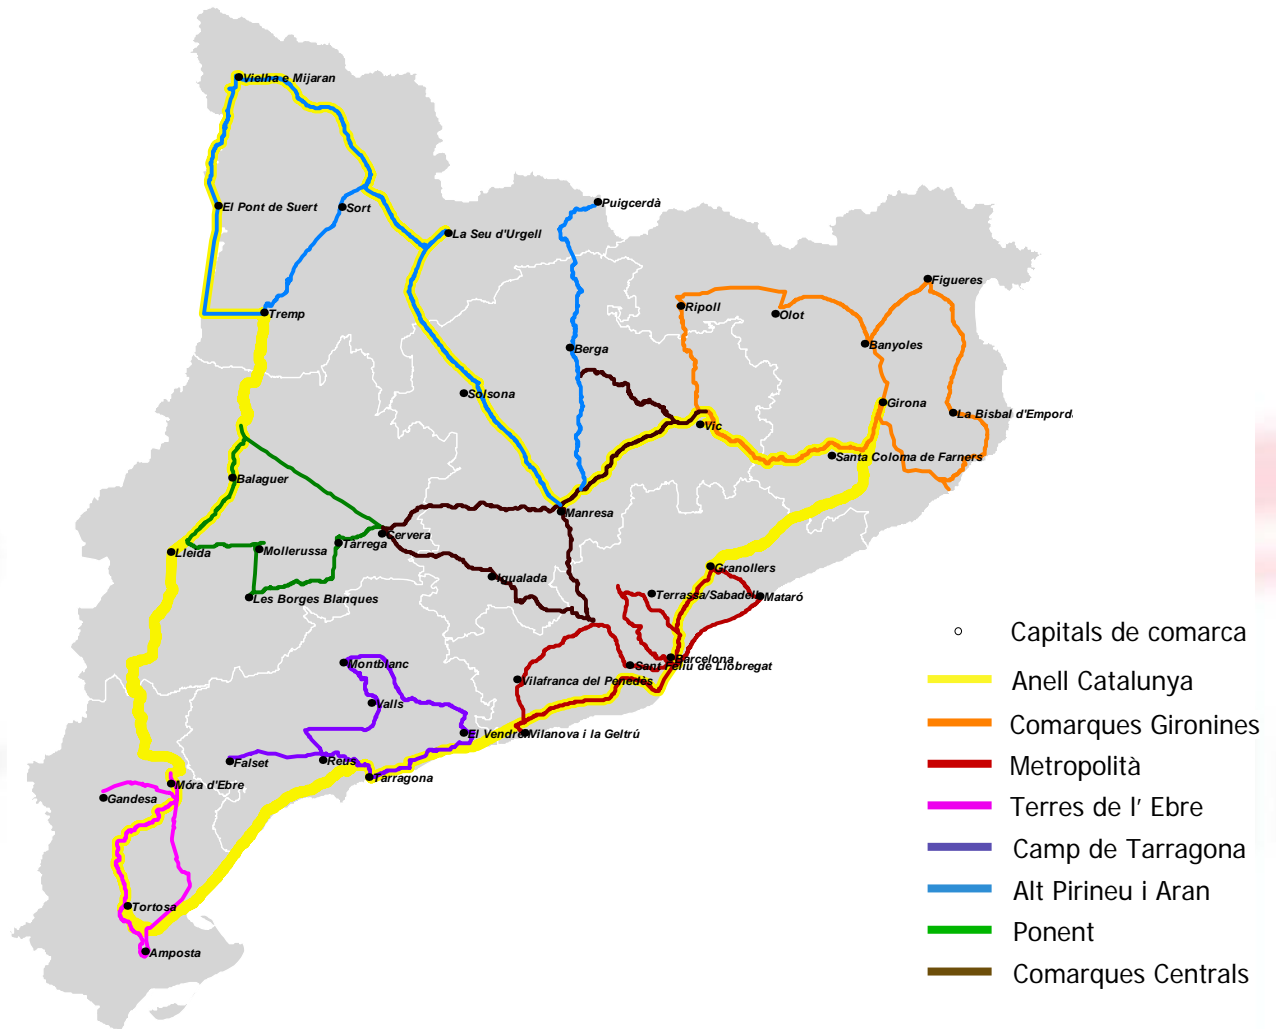 Vielha e Mijaran
El Pont de Suert
Sort
Puigcerdà
La Seu d'Urgell
Figueres
Ripoll
Olot
Tremp
Banyoles
Berga
Solsona
Girona
La Bisbal d'Empord
Vic
Santa Coloma de Farners
Balaguer
Manresa
Cervera
Tàrrega
Mollerussa
Lleida
Granollers
Igualada
Les Borges Blanques
Terrassa/Sabadell
Mataró
Barcelona
Sant Feliu de Llobregat
Montblanc
Vilafranca del Penedès
Valls
El Vendrell
Vilanova i la Geltrú
Falset
Reus
Tarragona
Móra d'Ebre
Gandesa
Tortosa
Amposta
Capitals de comarca
Anell Catalunya
Comarques Gironines
Metropolità
Terres de l' Ebre
Camp de Tarragona
Alt Pirineu i Aran
Ponent
Comarques Centrals